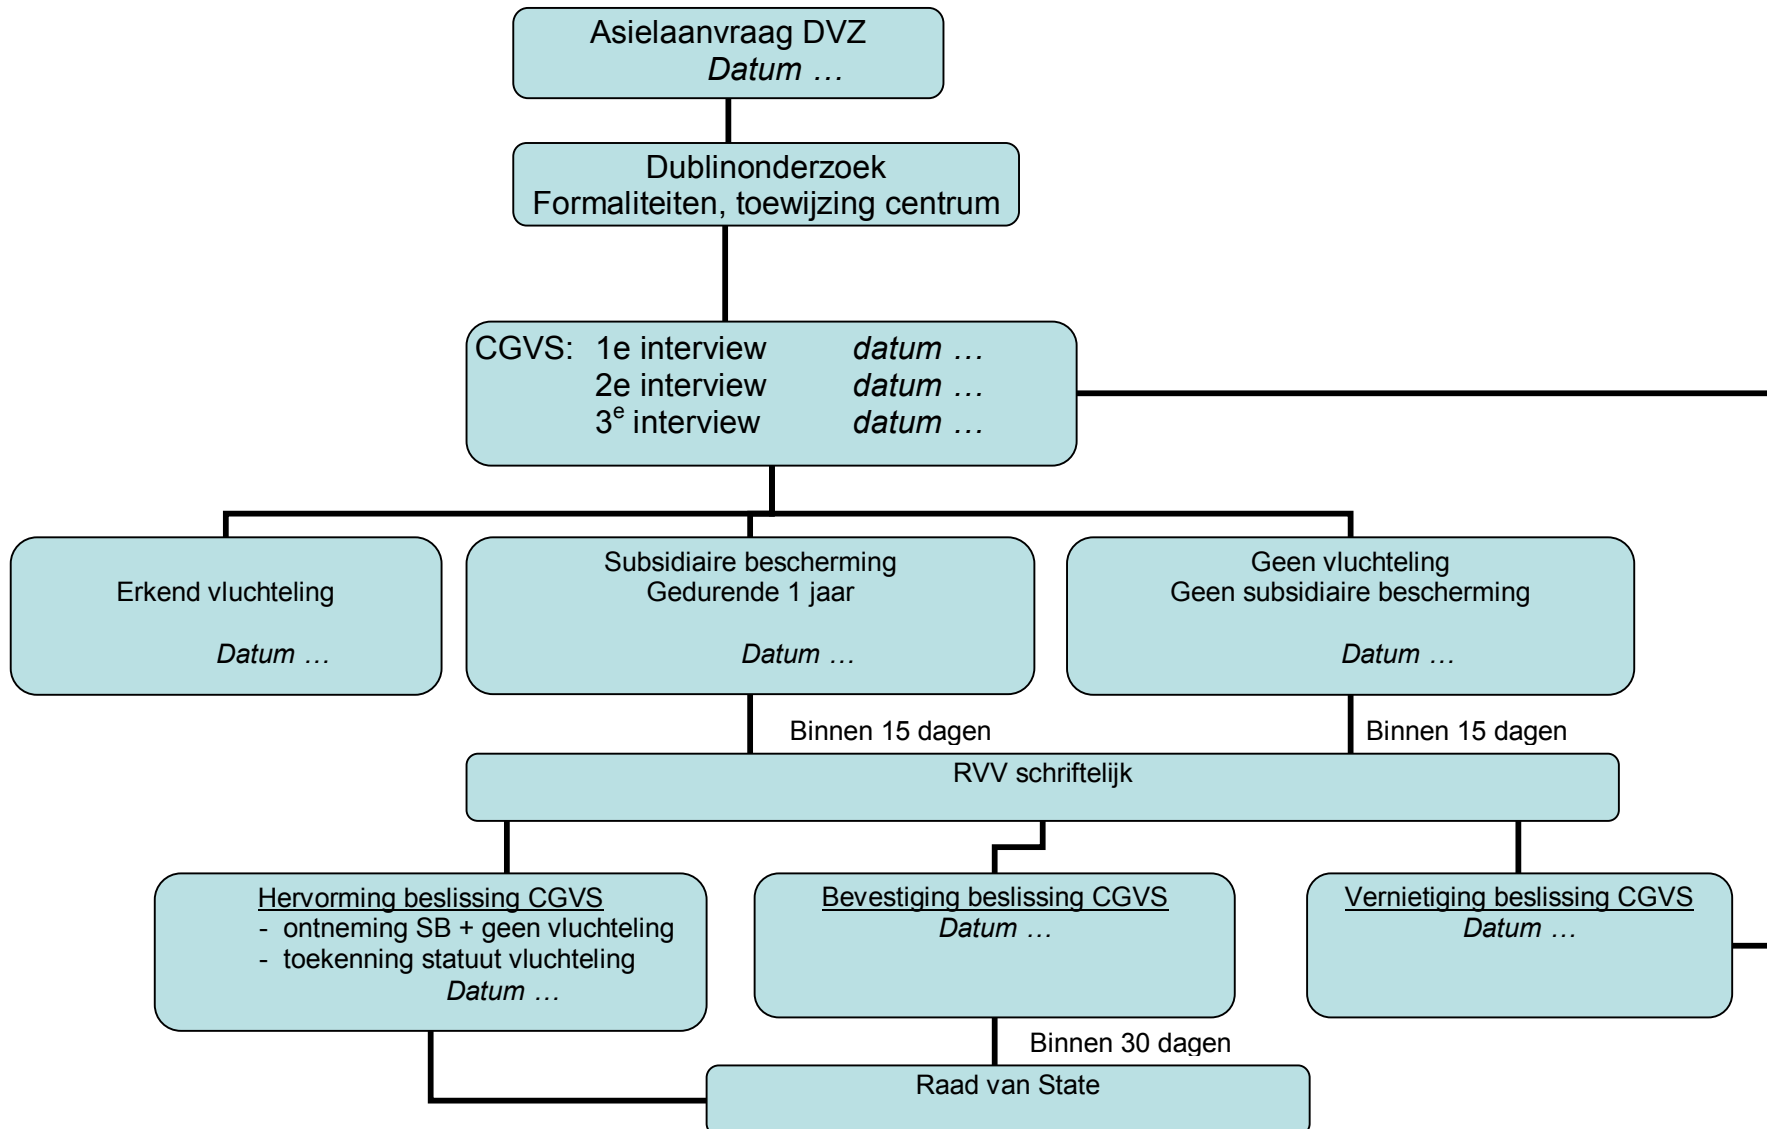 Asielaanvraag DVZ
Datum …
Dublinonderzoek
Formaliteiten, toewijzing centrum
CGVS: 1e interview datum …
2e interview datum …
3e interview datum …
Erkend vluchteling
Datum …
Subsidiaire bescherming
Gedurende 1 jaar
Datum …
Geen vluchteling
Geen subsidiaire bescherming
Datum …
Binnen 15 dagen
Binnen 15 dagen
RVV schriftelijk
Hervorming beslissing CGVS
- ontneming SB + geen vluchteling
- toekenning statuut vluchteling
Datum …
Bevestiging beslissing CGVS
Datum …
Vernietiging beslissing CGVS
Datum …
Binnen 30 dagen
Raad van State